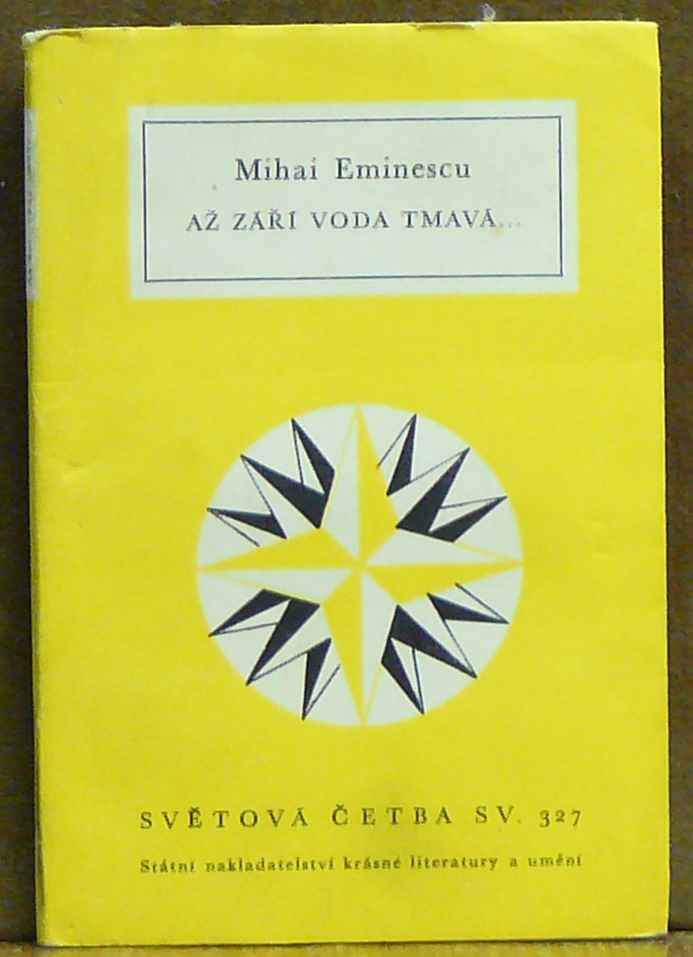 Mihai Eminescu
AŽ ZÁŘÍ VODA TMAVÁ...
SVĚTOVÁ ČETBA SV. 327
Státní nakladatelství krásné literatury a umění